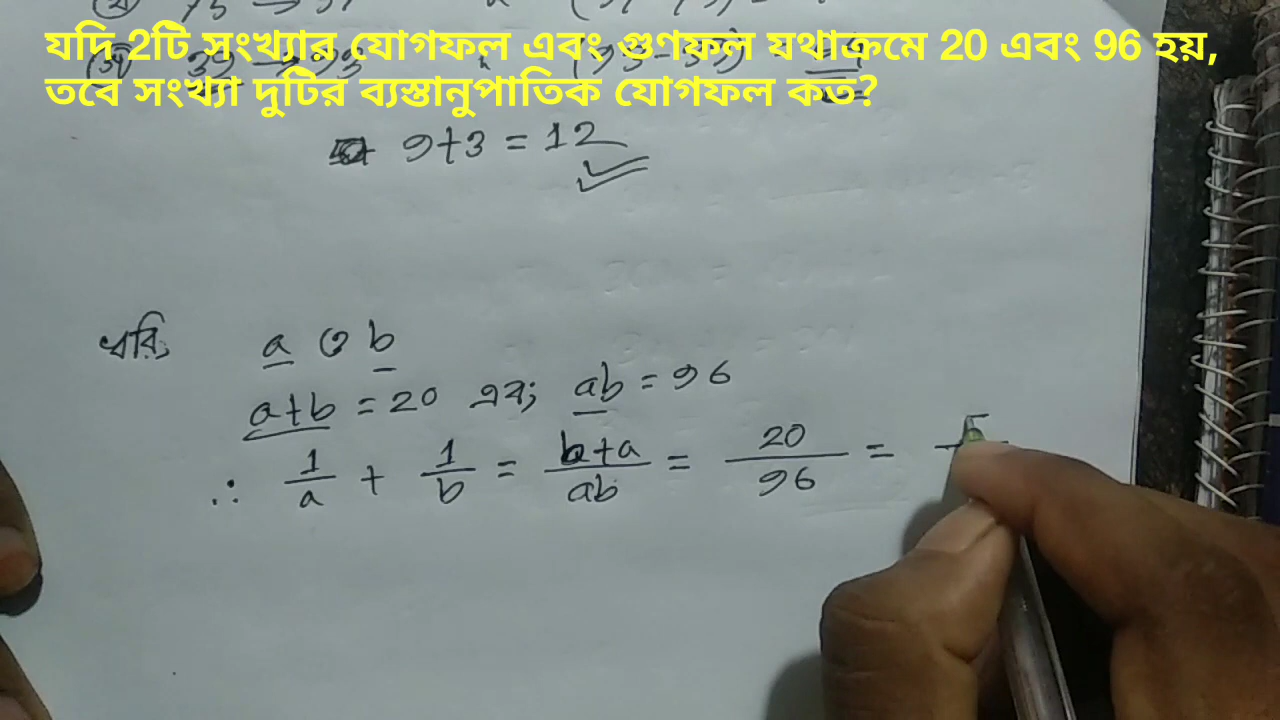 যদি 2টি সংখ্যার যোগফল এবং গুণফল যথাক্রমে 20 এবং 96 হয়,
তবে সংখ্যা দুটির ব্যস্তানুপাতিক যোগফল কত?
9+3 = 12
ধরি, a ও b
a+b = 20 এবং ab = 96
∴ 1/a + 1/b = b+a/ab = 20/96 = 5